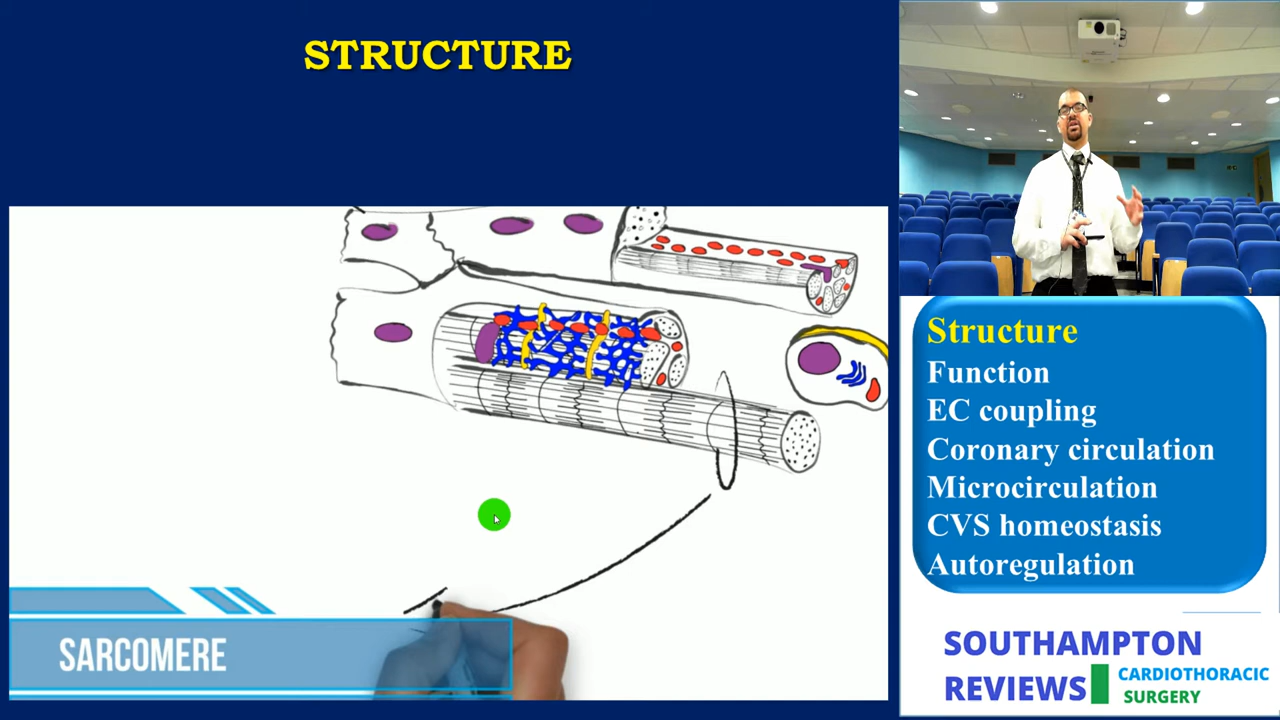 STRUCTURE
SARCOMERE
Structure
Function
EC coupling
Coronary circulation
Microcirculation
CVS homeostasis
Autoregulation
SOUTHAMPTON
REVIEWS
CARDIOTHORACIC
SURGERY